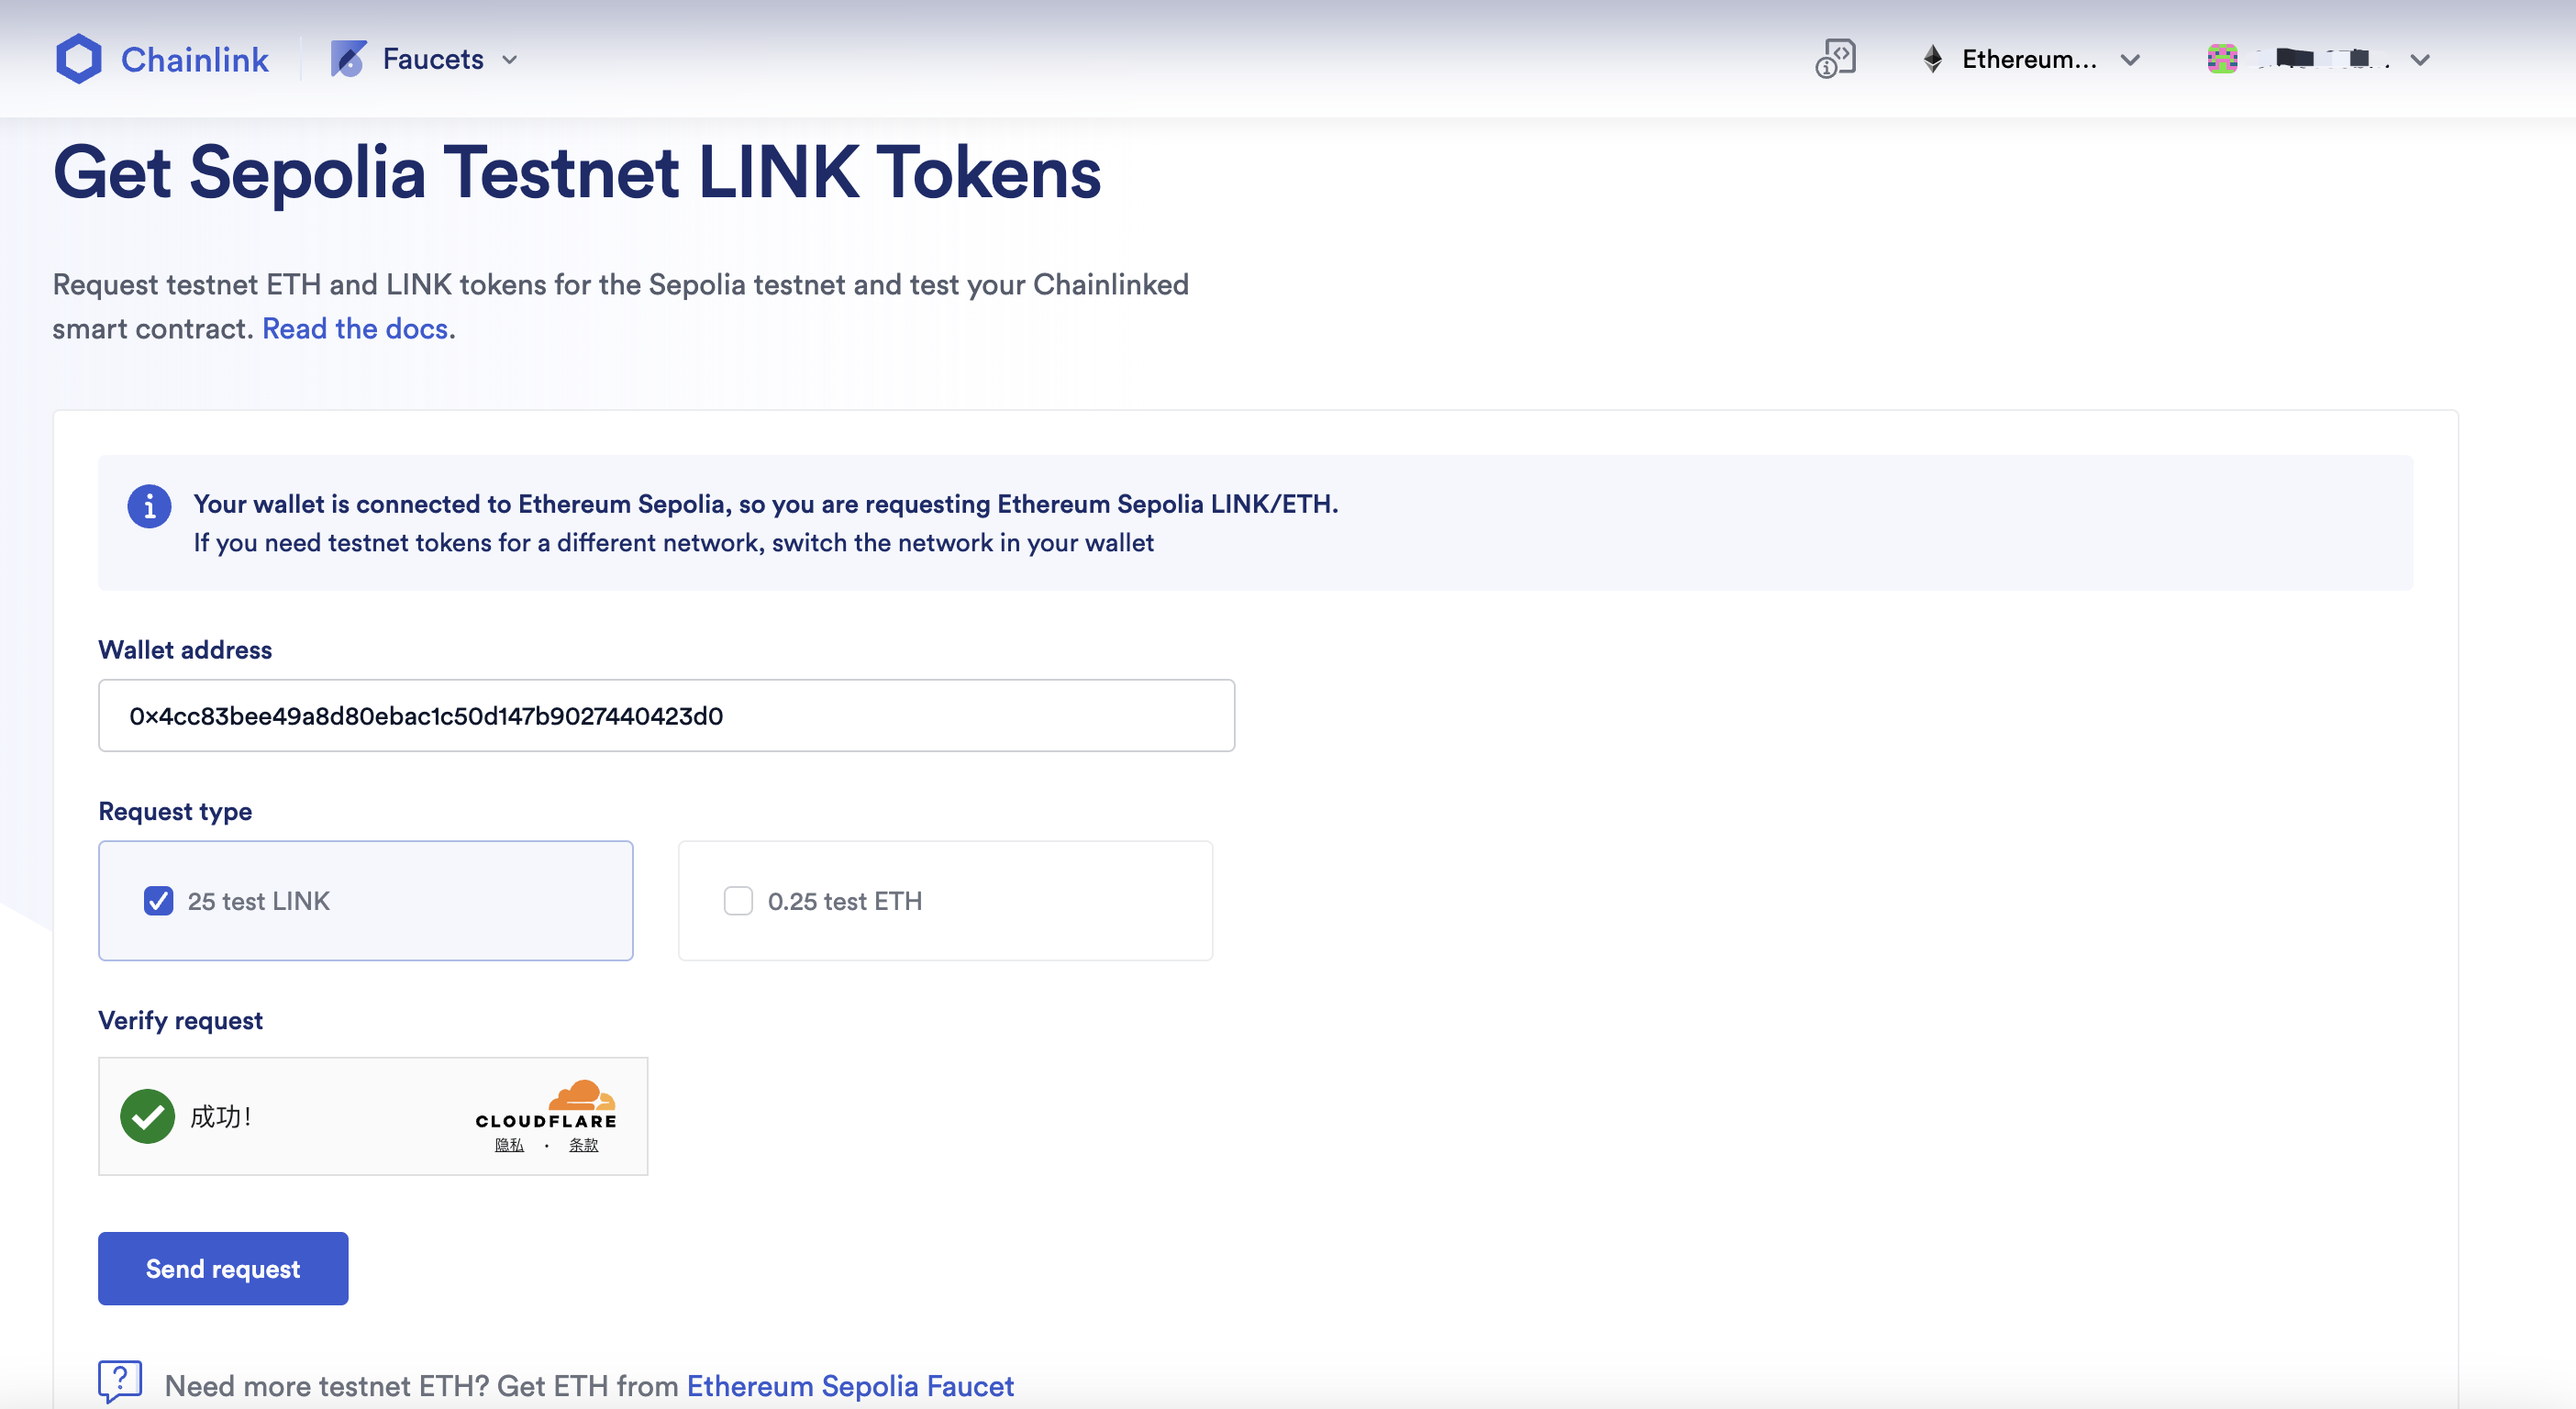 Chainlink
Faucets
Ethereum...
Get Sepolia Testnet LINK Tokens
Request testnet ETH and LINK tokens for the Sepolia testnet and test your Chainlinked
smart contract. Read the docs.
Your wallet is connected to Ethereum Sepolia, so you are requesting Ethereum Sepolia LINK/ETH.
If you need testnet tokens for a different network, switch the network in your wallet
Wallet address
0x4cc83bee49a8d80ebac1c50d147b9027440423d0
Request type
25 test LINK
0.25 test ETH
Verify request
成功!
CLOUDFLARE
隐私 · 条款
Send request
Need more testnet ETH? Get ETH from Ethereum Sepolia Faucet